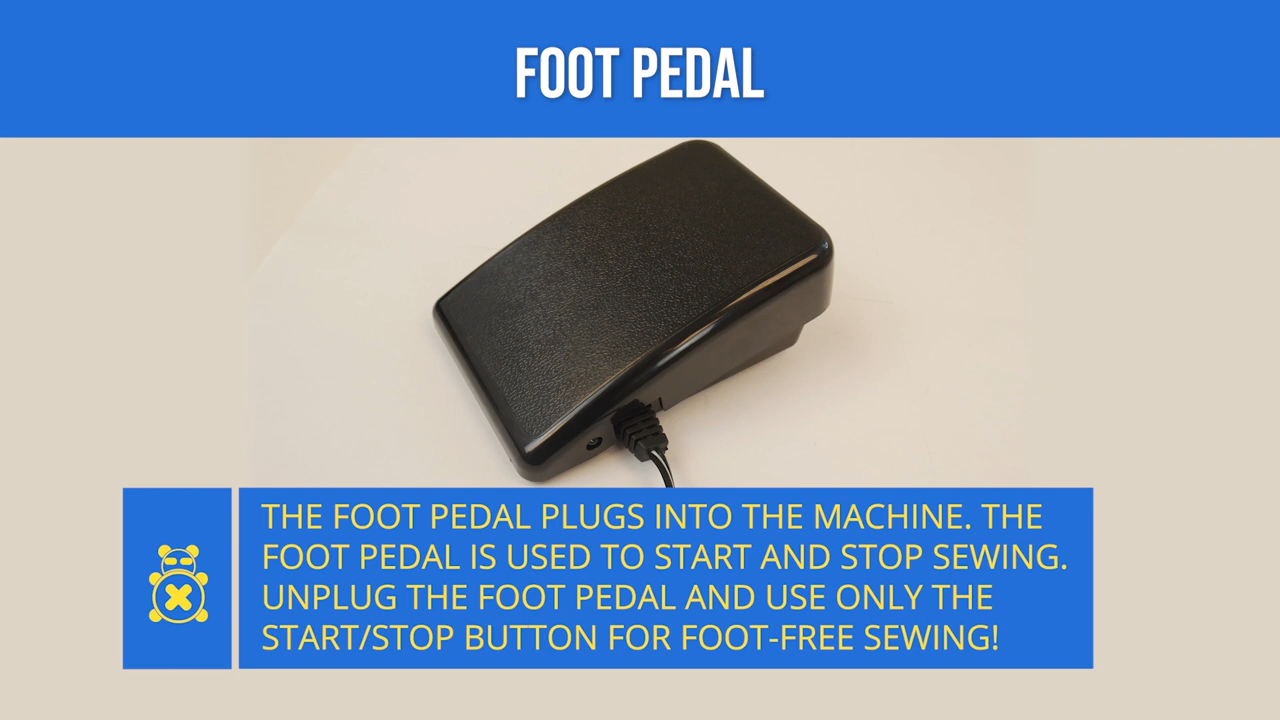 FOOT PEDAL
THE FOOT PEDAL PLUGS INTO THE MACHINE. THE
FOOT PEDAL IS USED TO START AND STOP SEWING.
UNPLUG THE FOOT PEDAL AND USE ONLY THE
START/STOP BUTTON FOR FOOT-FREE SEWING!